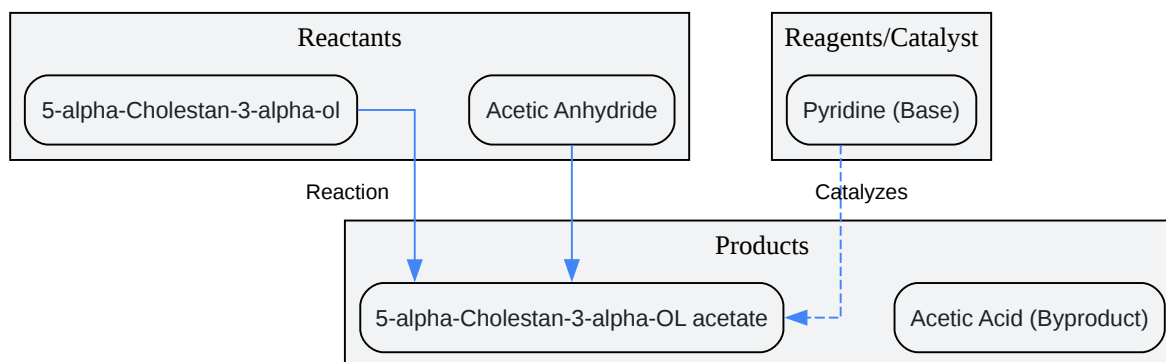 Reactants
Reagents/Catalyst
5-alpha-Cholestan-3-alpha-ol
Acetic Anhydride
Pyridine (Base)
Reaction
Catalyzes
Products
5-alpha-Cholestan-3-alpha-OL acetate
Acetic Acid (Byproduct)